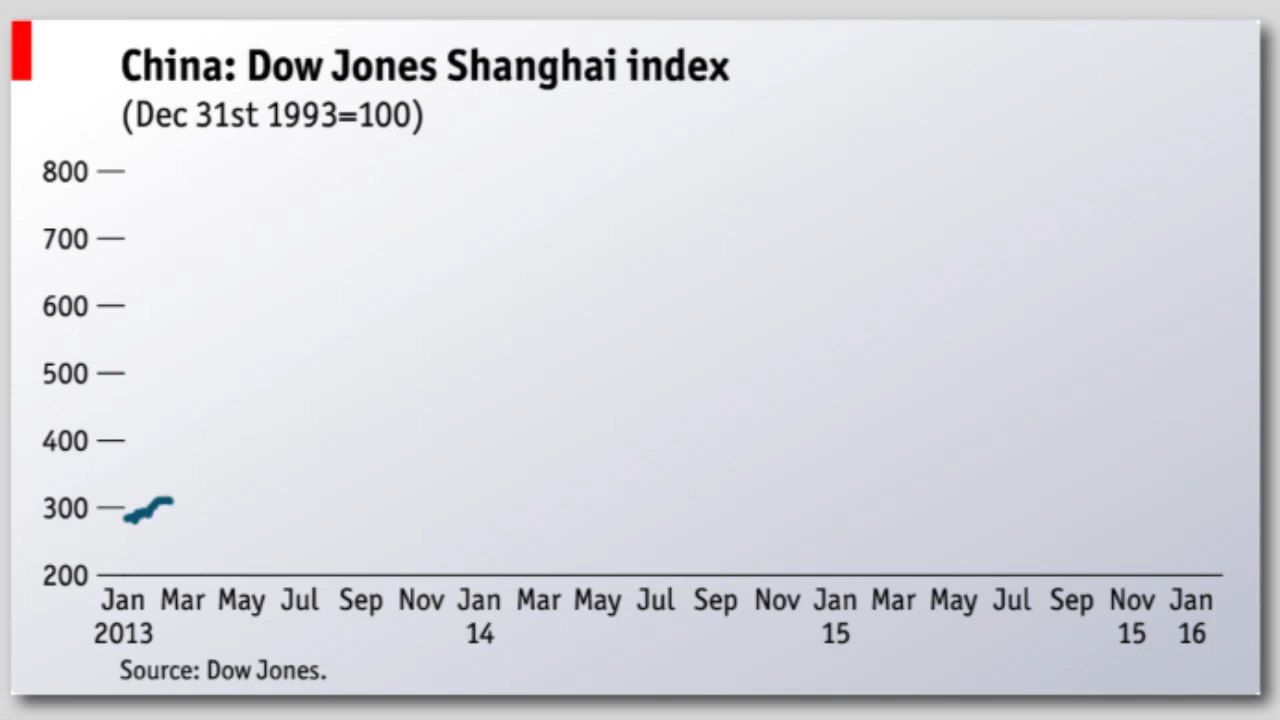 China: Dow Jones Shanghai index
(Dec 31st 1993=100)
800
700
600
500
400
300
200
Jan Mar May Jul Sep Nov Jan Mar May Jul Sep Nov Jan Mar May Jul Sep Nov Jan
2013 14 15 15 16
Source: Dow Jones.